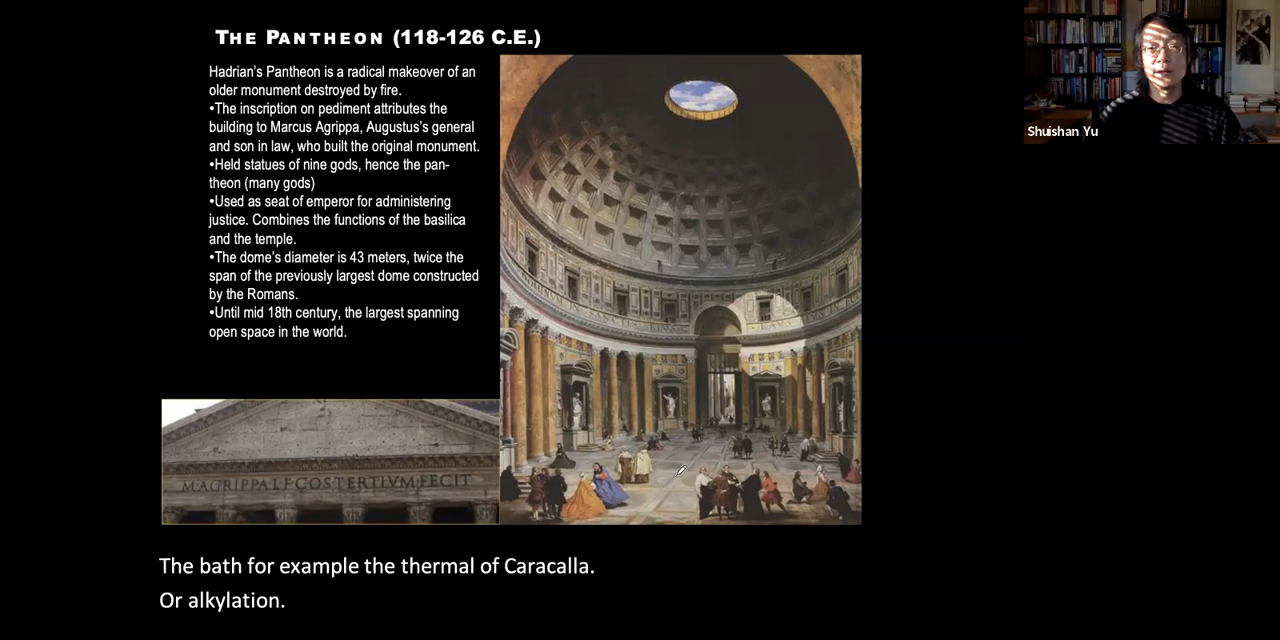 THE PANTHEON (118-126 C.E.)
Hadrian's Pantheon is a radical makeover of an
older monument destroyed by fire.
•The inscription on pediment attributes the
building to Marcus Agrippa, Augustus's general
and son in law, who built the original monument.
•Held statues of nine gods, hence the pan-
theon (many gods)
•Used as seat of emperor for administering
justice. Combines the functions of the basilica
and the temple.
•The dome's diameter is 43 meters, twice the
span of the previously largest dome constructed
by the Romans.
•Until mid 18th century, the largest spanning
open space in the world.
M·AGRIPPA·L·F·COS·TERTIVM·FECIT
Shuishan Yu
The bath for example the thermal of Caracalla.
Or alkylation.